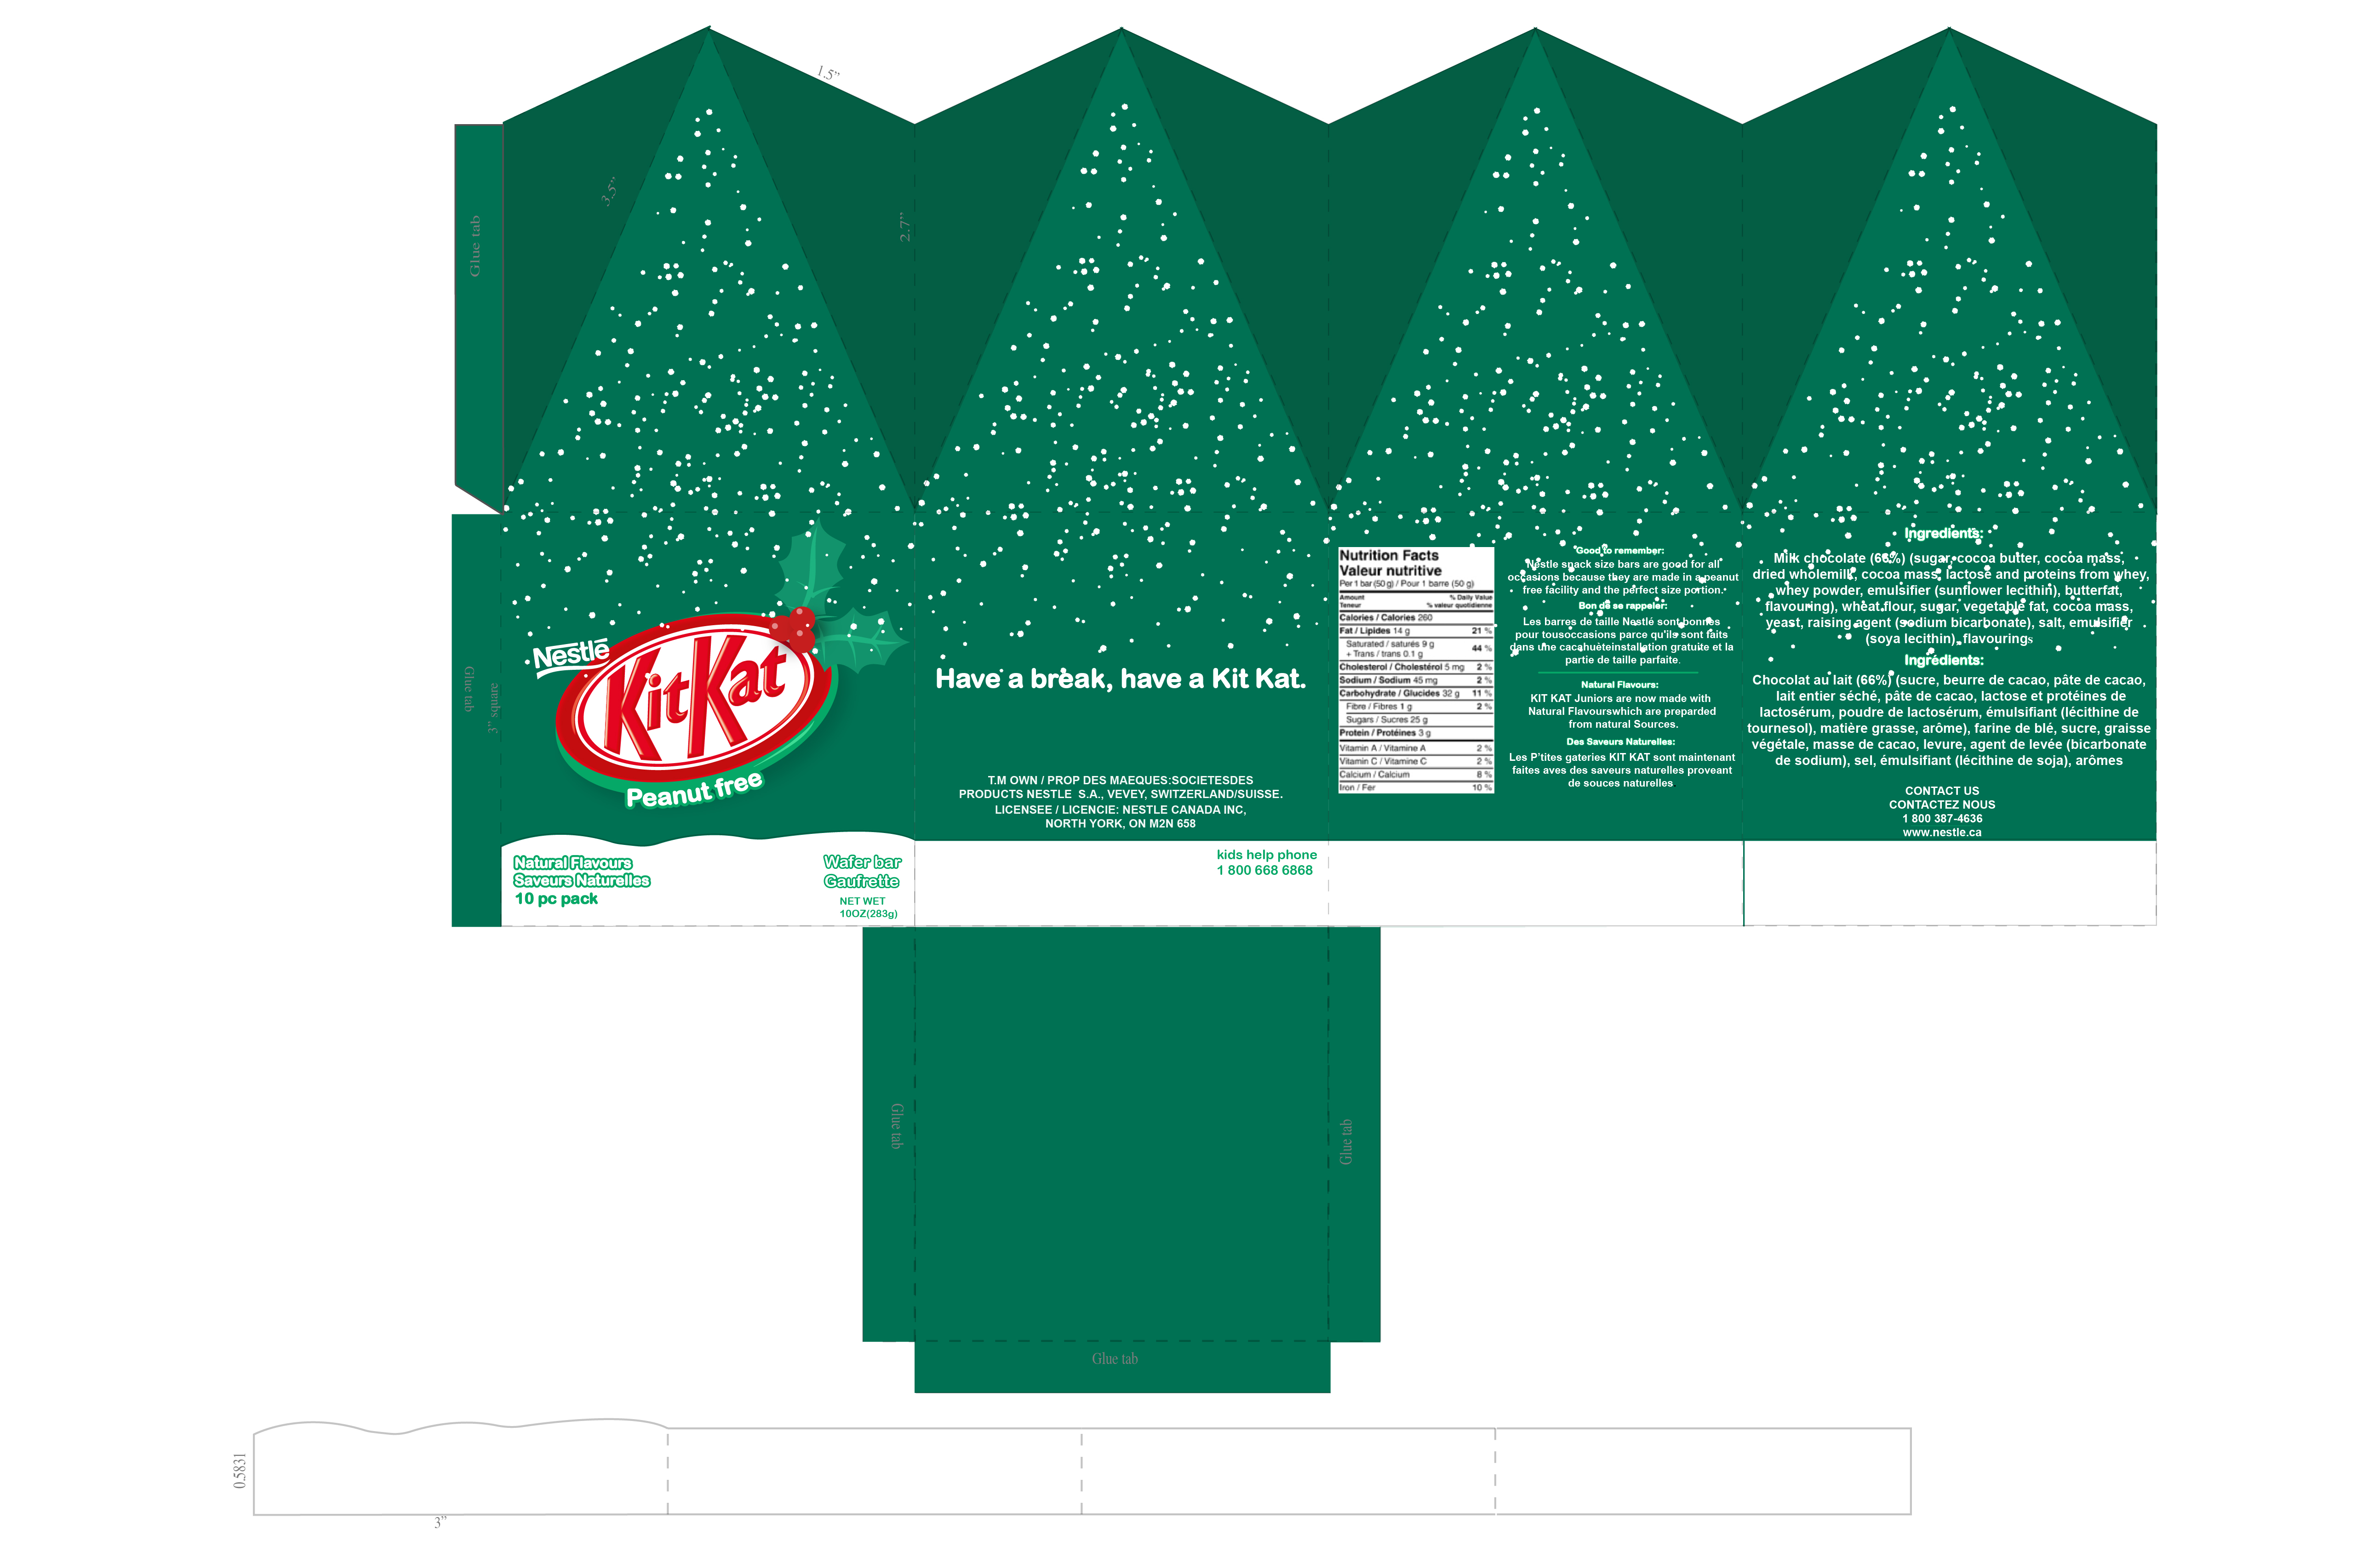 1.5”
3.5”
2.7”
Glue tab
Glue tab
3” squares
Nestlé
KitKat
Peanut free
Natural Flavours
Saveurs Naturelles
10 pc pack
Wafer bar
Gaufrette
NET WET
10OZ(283g)
Have a break, have a Kit Kat.
T.M OWN / PROP DES MAEQUES:SOCIETESDES
PRODUCTS NESTLE S.A., VEVEY, SWITZERLAND/SUISSE.
LICENSEE / LICENCIE: NESTLE CANADA INC,
NORTH YORK, ON M2N 658
kids help phone
1 800 668 6868
Nutrition Facts
Valeur nutritive
Per 1 bar (50 g) / Pour 1 barre (50 g)
Amount % Daily Value
Teneur % valeur quotidienne
Calories / Calories 260
Fat / Lipides 14 g 21 %
Saturated / saturés 9 g
+ Trans / trans 0.1 g 44 %
Cholesterol / Cholestérol 5 mg 2 %
Sodium / Sodium 45 mg 2 %
Carbohydrate / Glucides 32 g 11 %
Fibre / Fibres 1 g 2 %
Sugars / Sucres 25 g
Protein / Protéines 3 g
Vitamin A / Vitamine A 2 %
Vitamin C / Vitamine C 2 %
Calcium / Calcium 8 %
Iron / Fer 10 %
Good to remember:
Nestle snack size bars are good for all
occasions because they are made in a peanut
free facility and the perfect size portion.
Bon de se rappeler:
Les barres de taille Nestlé sont bonnes
pour tousoccasions parce qu'ils sont faits
dans une cacahuèteinstallation gratuite et la
partie de taille parfaite.
Natural Flavours:
KIT KAT Juniors are now made with
Natural Flavourswhich are preparded
from natural Sources.
Des Saveurs Naturelles:
Les P'tites gateries KIT KAT sont maintenant
faites aves des saveurs naturelles proveant
de souces naturelles.
Ingredients:
Milk chocolate (66%) (sugar, cocoa butter, cocoa mass,
dried wholemilk, cocoa mass, lactose and proteins from whey,
whey powder, emulsifier (sunflower lecithin), butterfat,
flavouring), wheat flour, sugar, vegetable fat, cocoa mass,
yeast, raising agent (sodium bicarbonate), salt, emulsifier
(soya lecithin), flavourings
Ingrédients:
Chocolat au lait (66%) (sucre, beurre de cacao, pâte de cacao,
lait entier séché, pâte de cacao, lactose et protéines de
lactosérum, poudre de lactosérum, émulsifiant (lécithine de
tournesol), matière grasse, arôme), farine de blé, sucre, graisse
végétale, masse de cacao, levure, agent de levée (bicarbonate
de sodium), sel, émulsifiant (lécithine de soja), arômes
CONTACT US
CONTACTEZ NOUS
1 800 387-4636
www.nestle.ca
Glue tab
Glue tab
Glue tab
0.5831
3”